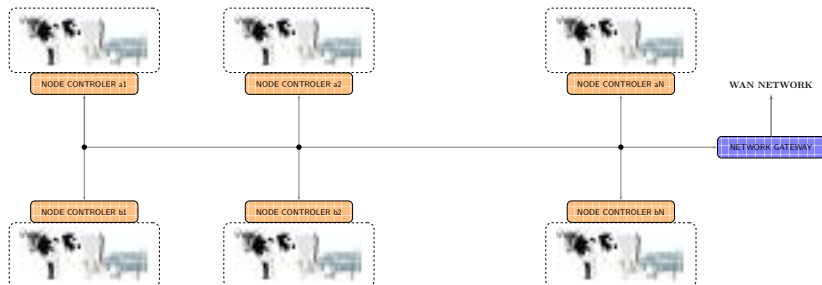 NODE CONTROLER a1
NODE CONTROLER a2
NODE CONTROLER aN
WAN NETWORK
NETWORK GATEWAY
NODE CONTROLER b1
NODE CONTROLER b2
NODE CONTROLER bN